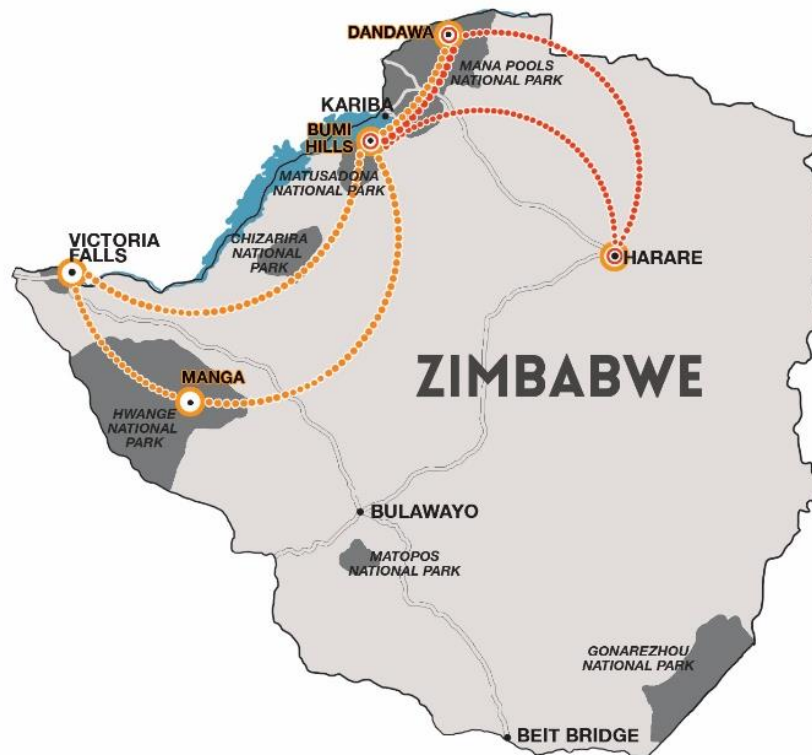 DANDAWA
MANA POOLS
NATIONAL PARK
KARIBA
BUMI
HILLS
MATUSADONA
NATIONAL PARK
CHIZARIRA
NATIONAL
PARK
VICTORIA
FALLS
HARARE
MANGA
ZIMBABWE
HWANGE
NATIONAL
PARK
BULAWAYO
MATOPOS
NATIONAL PARK
GONAREZHOU
NATIONAL PARK
BEIT BRIDGE